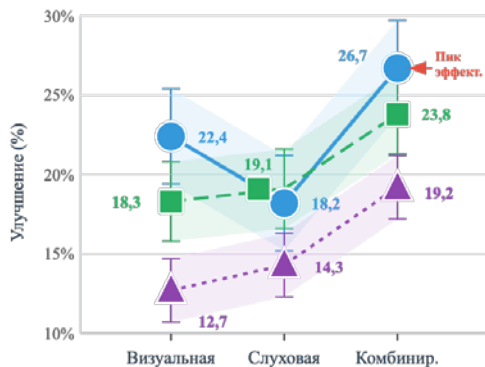 30%
25%
20%
15%
10%
Улучшение (%)
26,7
Пик
эффект.
22,4
23,8
19,1
18,3
18,2
19,2
14,3
12,7
Визуальная
Слуховая
Комбинир.